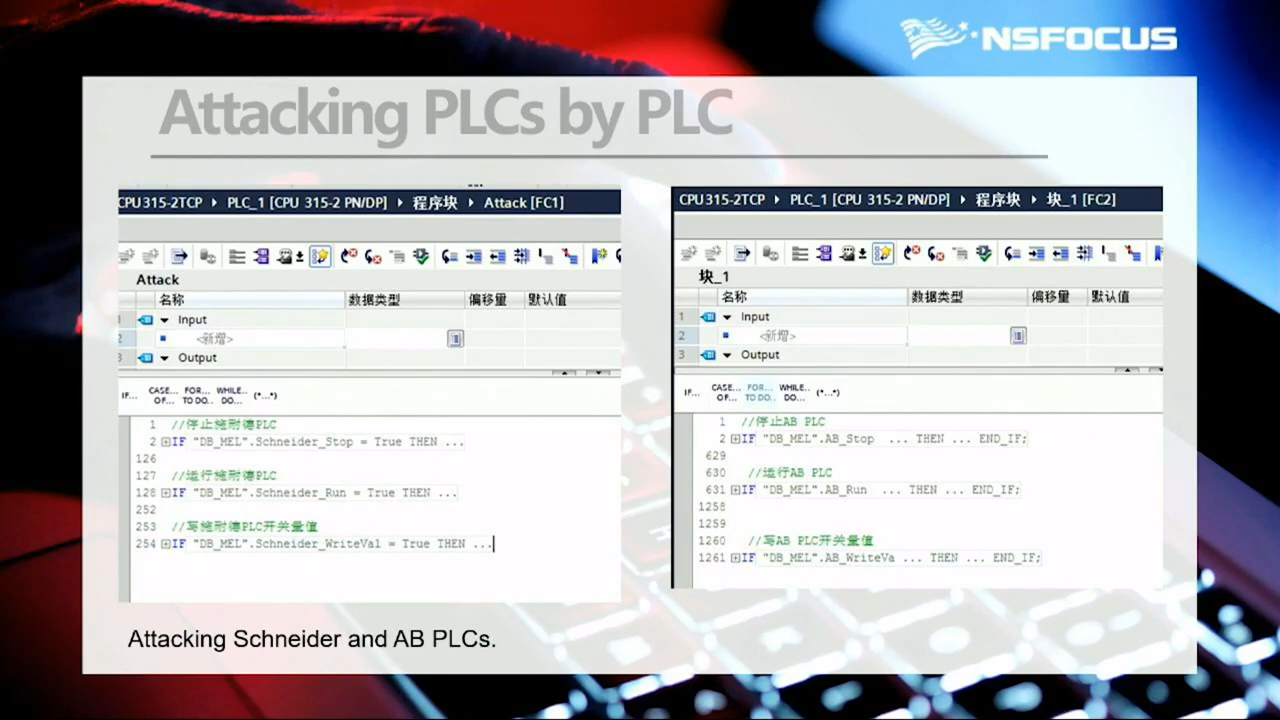 NSFOCUS
Attacking PLCs by PLC
CPU315-2TCP ▸ PLC_1 [CPU 315-2 PN/DP] ▸ 程序块 ▸ Attack [FC1]
Attack
名称 数据类型 偏移量 默认值
1 Input
2 <新增>
3 Output
IF... CASE... OF... FOR... TO DO.. WHILE.. DO... (*...*)
1 //停止施耐德PLC
2 IF "DB_MEL".Schneider_Stop = True THEN ...
126
127 //运行施耐德PLC
128 IF "DB_MEL".Schneider_Run = True THEN ...
252
253 //写施耐德PLC开关量值
254 IF "DB_MEL".Schneider_WriteVal = True THEN ...
CPU315-2TCP ▸ PLC_1 [CPU 315-2 PN/DP] ▸ 程序块 ▸ 块_1 [FC2]
块_1
名称 数据类型 偏移量 默认值
1 Input
2 <新增>
3 Output
IF... CASE... OF... FOR... TO DO.. WHILE.. DO... (*...*)
1 //停止AB PLC
2 IF "DB_MEL".AB_Stop ... THEN ... END_IF;
629
630 //运行AB PLC
631 IF "DB_MEL".AB_Run ... THEN ... END_IF;
1258
1259
1260 //写AB PLC开关量值
1261 IF "DB_MEL".AB_WriteVa ... THEN ... END_IF;
Attacking Schneider and AB PLCs.